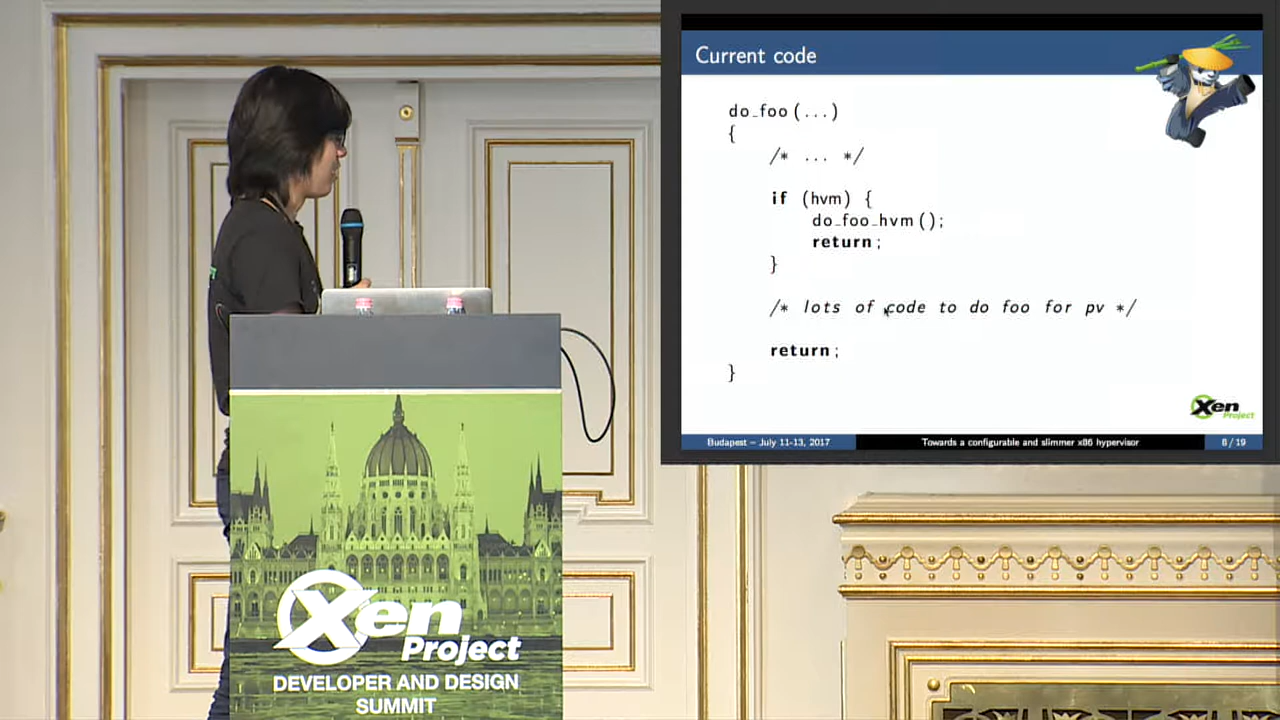 Current code
do_foo(...)
{
/* ... */
if (hvm) {
do_foo_hvm();
return;
}
/* lots of code to do foo for pv */
return;
}
Xen
Project
Budapest – July 11-13, 2017
Towards a configurable and slimmer x86 hypervisor
8 / 19
Xen
Project
DEVELOPER AND DESIGN
SUMMIT